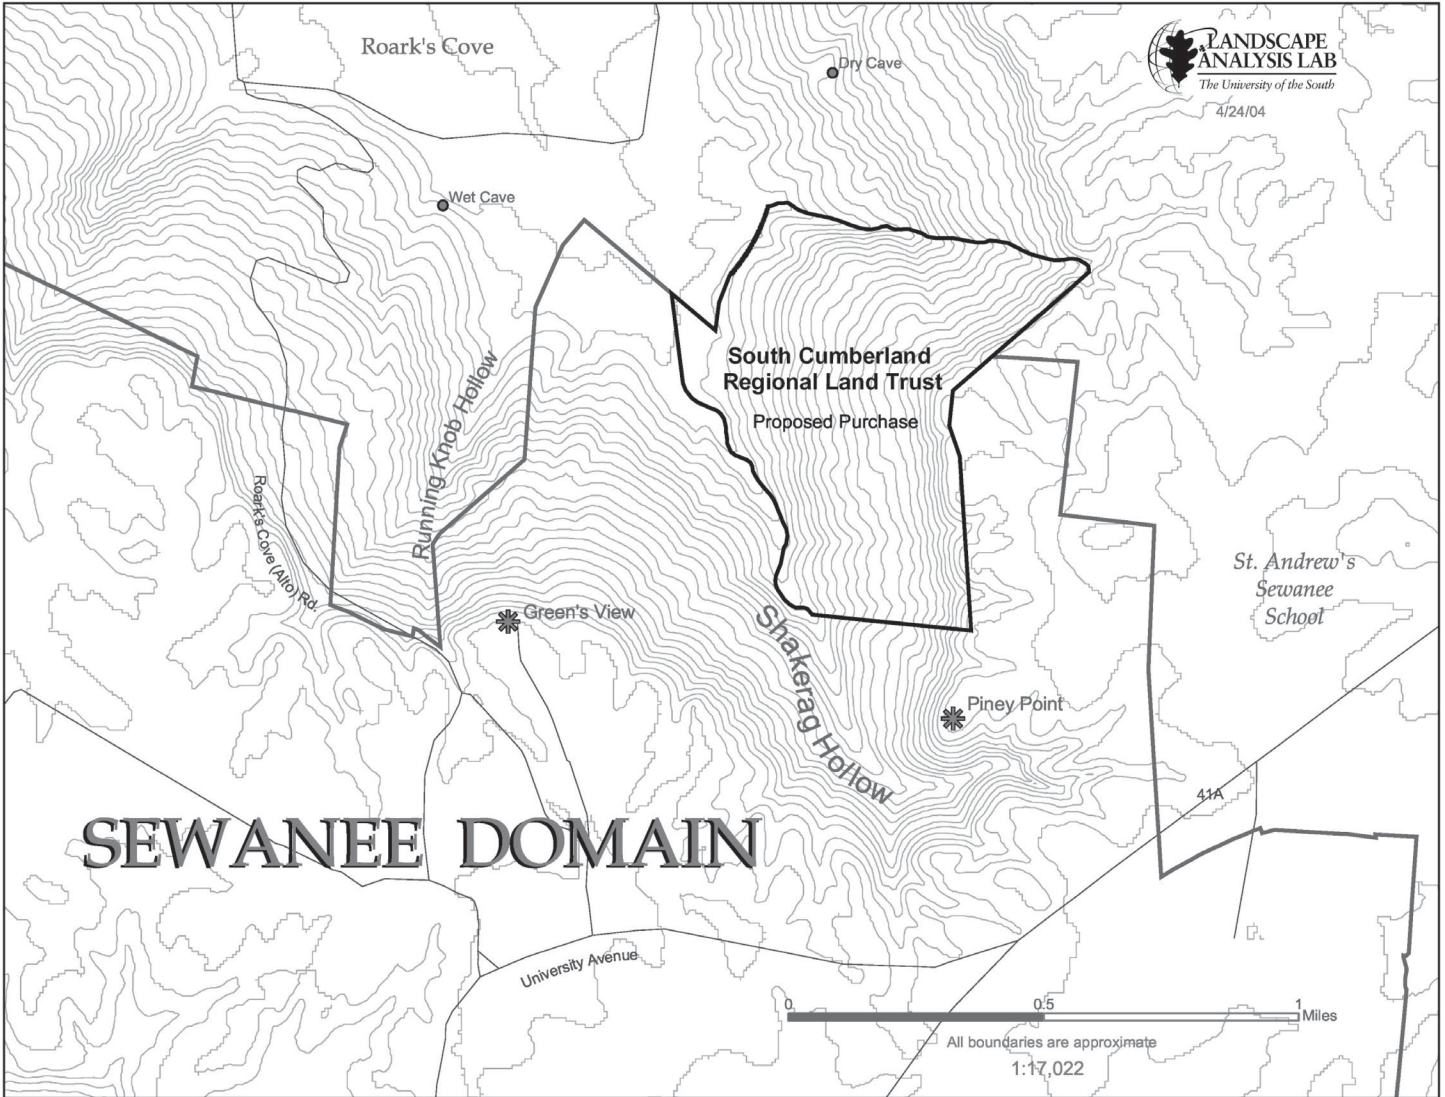 Roark's Cove
LANDSCAPE
& ANALYSIS LAB
The University of the South
4/24/04
Dry Cave
Wet Cave
South Cumberland
Regional Land Trust
Proposed Purchase
Running Knob Hollow
Roark's Cove (Alto) Rd.
Green's View
St. Andrew's
Sewanee
School
Shakerag Hollow
Piney Point
41A
SEWANEE DOMAIN
University Avenue
0 0.5 1
Miles
All boundaries are approximate
1:17,022